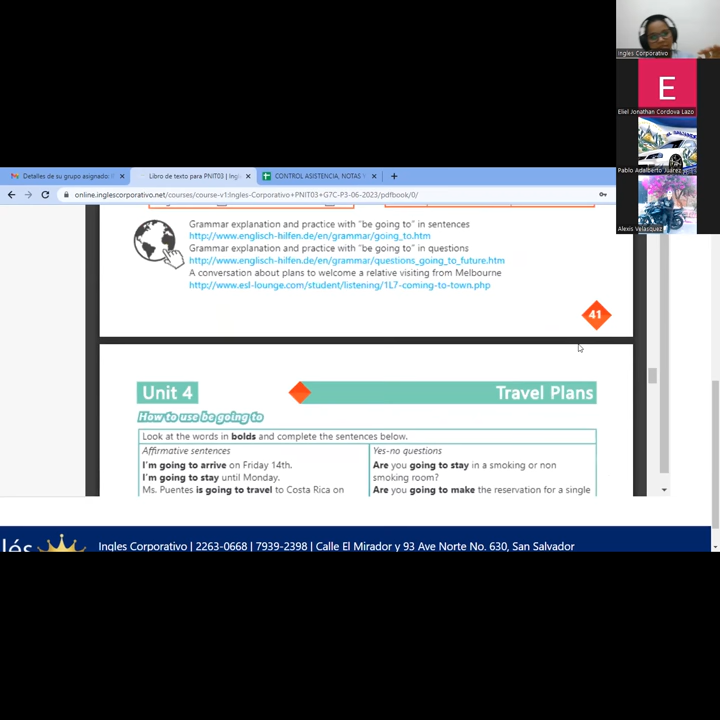 Ingles Corporativo
E
Eliel Jonathan Cordova Lazo
Pablo Adalberto Juarez
Alexis Velasquez
Detalles de su grupo asignado:
Libro de texto para PNIT03 | Ingl
CONTROL ASISTENCIA, NOTAS
online.inglescorporativo.net/courses/course-v1:Ingles-Corporativo+PNIT03+G7C-P3-06-2023/pdfbook/0/
Grammar explanation and practice with "be going to" in sentences
http://www.englisch-hilfen.de/en/grammar/going_to.htm
Grammar explanation and practice with "be going to" in questions
http://www.englisch-hilfen.de/en/grammar/questions_going_to_future.htm
A conversation about plans to welcome a relative visiting from Melbourne
http://www.esl-lounge.com/student/listening/1L7-coming-to-town.php
41
Unit 4
Travel Plans
How to use be going to
Look at the words in bolds and complete the sentences below.
Affirmative sentences
I'm going to arrive on Friday 14th.
I'm going to stay until Monday.
Ms. Puentes is going to travel to Costa Rica on
Yes-no questions
Are you going to stay in a smoking or non
smoking room?
Are you going to make the reservation for a single
lés
Ingles Corporativo | 2263-0668 | 7939-2398 | Calle El Mirador y 93 Ave Norte No. 630, San Salvador